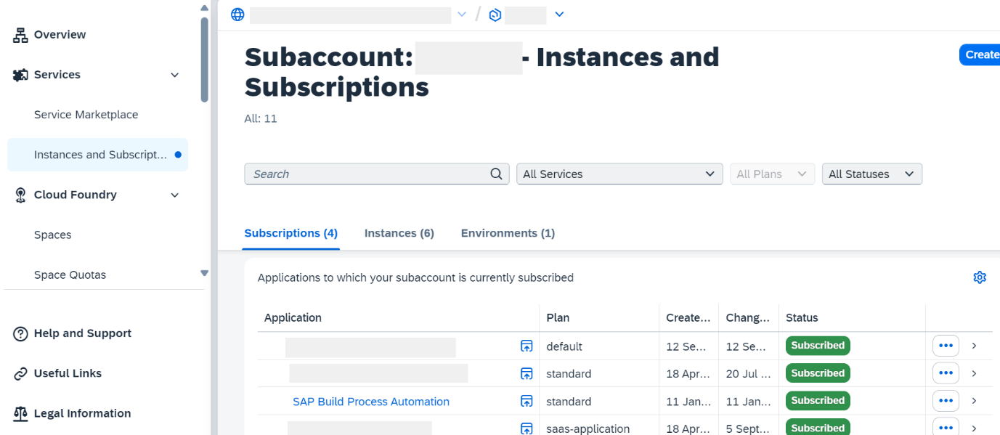 Overview
Services
Service Marketplace
Instances and Subscript...
Cloud Foundry
Spaces
Space Quotas
Help and Support
Useful Links
Legal Information
/
Subaccount: - Instances and
Subscriptions
All: 11
Create
Search All Services All Plans All Statuses
Subscriptions (4) Instances (6) Environments (1)
Applications to which your subaccount is currently subscribed
Application Plan Create... Chang... Status
default 12 Se... 12 Se... Subscribed
standard 18 Apr... 20 Jul ... Subscribed
SAP Build Process Automation standard 11 Jan... 11 Jan... Subscribed
saas-application 18 Apr... 5 Sept... Subscribed